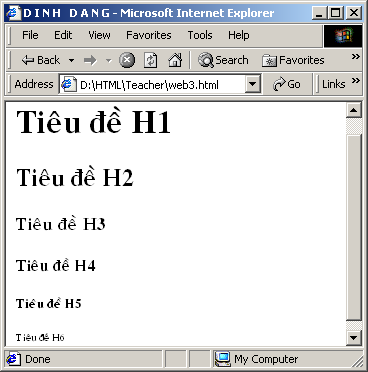 D I N H  D A N G - Microsoft Internet Explorer
File Edit View Favorites Tools Help
Back » Search Favorites »
Address D:\HTML\Teacher\web3.html Go Links »
Tiêu đề H1
Tiêu đề H2
Tiêu đề H3
Tiêu đề H4
Tiêu đề H5
Tiêu đề H6
Done My Computer